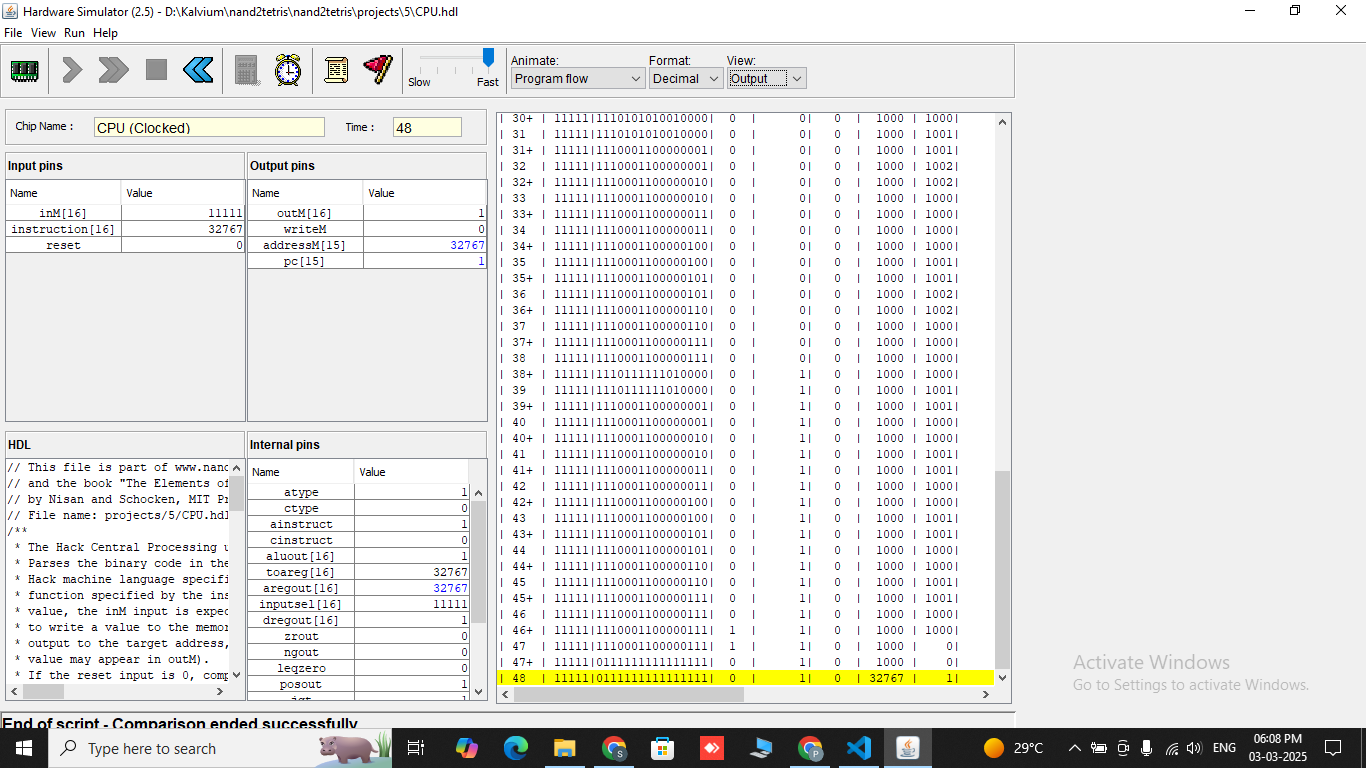 Hardware Simulator (2.5) - D:\Kalvium\nand2tetris\nand2tetris\projects\5\CPU.hdl
File View Run Help
Slow Fast
Animate: Format: View:
Program flow Decimal Output
Chip Name : CPU (Clocked) Time : 48
Input pins
Name Value
inM[16] 11111
instruction[16] 32767
reset 0
Output pins
Name Value
outM[16] 1
writeM 0
addressM[15] 32767
pc[15] 1
HDL
// This file is part of www.nand
// and the book "The Elements of
// by Nisan and Schocken, MIT Pr
// File name: projects/5/CPU.hdl
/**
* The Hack Central Processing u
* Parses the binary code in the
* Hack machine language specifi
* function specified by the ins
* value, the inM input is expec
* to write a value to the memor
* output to the target address,
* value may appear in outM).
* If the reset input is 0, comp
Internal pins
Name Value
atype 1
ctype 0
ainstruct 1
cinstruct 0
aluout[16] 1
toareg[16] 32767
aregout[16] 32767
inputsel[16] 11111
dregout[16] 1
zrout 0
ngout 0
leqzero 0
posout 1
jgt 1
| 30+ | 11111|1110101010010000| 0 | 0| 0 | 1000 | 1000|
| 31 | 11111|1110101010010000| 0 | 0| 0 | 1000 | 1001|
| 31+ | 11111|1110001100000001| 0 | 0| 0 | 1000 | 1001|
| 32 | 11111|1110001100000001| 0 | 0| 0 | 1000 | 1002|
| 32+ | 11111|1110001100000010| 0 | 0| 0 | 1000 | 1002|
| 33 | 11111|1110001100000010| 0 | 0| 0 | 1000 | 1000|
| 33+ | 11111|1110001100000011| 0 | 0| 0 | 1000 | 1000|
| 34 | 11111|1110001100000011| 0 | 0| 0 | 1000 | 1000|
| 34+ | 11111|1110001100000100| 0 | 0| 0 | 1000 | 1000|
| 35 | 11111|1110001100000100| 0 | 0| 0 | 1000 | 1001|
| 35+ | 11111|1110001100000101| 0 | 0| 0 | 1000 | 1001|
| 36 | 11111|1110001100000101| 0 | 0| 0 | 1000 | 1002|
| 36+ | 11111|1110001100000110| 0 | 0| 0 | 1000 | 1002|
| 37 | 11111|1110001100000110| 0 | 0| 0 | 1000 | 1000|
| 37+ | 11111|1110001100000111| 0 | 0| 0 | 1000 | 1000|
| 38 | 11111|1110001100000111| 0 | 0| 0 | 1000 | 1000|
| 38+ | 11111|1110111111010000| 0 | 1| 0 | 1000 | 1000|
| 39 | 11111|1110111111010000| 0 | 1| 0 | 1000 | 1001|
| 39+ | 11111|1110001100000001| 0 | 1| 0 | 1000 | 1001|
| 40 | 11111|1110001100000001| 0 | 1| 0 | 1000 | 1000|
| 40+ | 11111|1110001100000010| 0 | 1| 0 | 1000 | 1000|
| 41 | 11111|1110001100000010| 0 | 1| 0 | 1000 | 1001|
| 41+ | 11111|1110001100000011| 0 | 1| 0 | 1000 | 1001|
| 42 | 11111|1110001100000011| 0 | 1| 0 | 1000 | 1000|
| 42+ | 11111|1110001100000100| 0 | 1| 0 | 1000 | 1000|
| 43 | 11111|1110001100000100| 0 | 1| 0 | 1000 | 1001|
| 43+ | 11111|1110001100000101| 0 | 1| 0 | 1000 | 1001|
| 44 | 11111|1110001100000101| 0 | 1| 0 | 1000 | 1000|
| 44+ | 11111|1110001100000110| 0 | 1| 0 | 1000 | 1000|
| 45 | 11111|1110001100000110| 0 | 1| 0 | 1000 | 1001|
| 45+ | 11111|1110001100000111| 0 | 1| 0 | 1000 | 1001|
| 46 | 11111|1110001100000111| 0 | 1| 0 | 1000 | 1000|
| 46+ | 11111|1110001100000111| 1 | 1| 0 | 1000 | 1000|
| 47 | 11111|1110001100000111| 1 | 1| 0 | 1000 | 0|
| 47+ | 11111|0111111111111111| 0 | 1| 0 | 1000 | 0|
| 48 | 11111|0111111111111111| 0 | 1| 0 | 32767 | 1|
Activate Windows
Go to Settings to activate Windows.
End of script - Comparison ended successfully
Type here to search
29°C
ENG
06:08 PM
03-03-2025